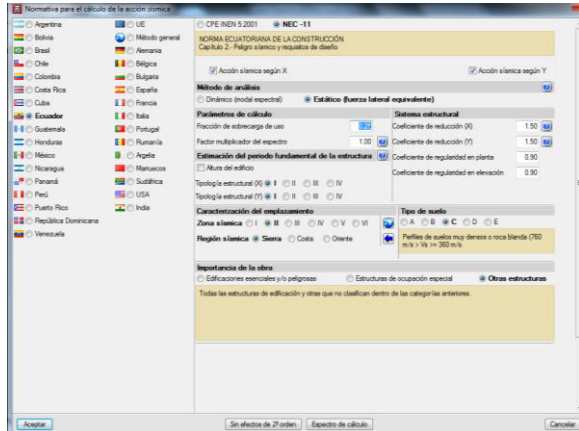 Normativa para el cálculo de la acción sísmica
Argentina
Bolivia
Brasil
Chile
Colombia
Costa Rica
Cuba
Ecuador
Guatemala
Honduras
México
Nicaragua
Panamá
Perú
Puerto Rico
República Dominicana
Venezuela
UE
Método general
Alemania
Bélgica
Bulgaria
España
Francia
Italia
Portugal
Rumanía
Argelia
Marruecos
Sudáfrica
USA
India
CPE INEN 5:2001 NEC -11
NORMA ECUATORIANA DE LA CONSTRUCCIÓN
Capítulo 2.- Peligro sísmico y requisitos de diseño
Acción sísmica según X Acción sísmica según Y
Método de análisis
Dinámico (modal espectral) Estático (fuerza lateral equivalente)
Parámetros de cálculo
Fracción de sobrecarga de uso 0.25
Factor multiplicador del espectro 1.00
Estimación del periodo fundamental de la estructura
Altura del edificio
Tipología estructural (X) I II III IV
Tipología estructural (Y) I II III IV
Sistema estructural
Coeficiente de reducción (X) 1.50
Coeficiente de reducción (Y) 1.50
Coeficiente de regularidad en planta 0.90
Coeficiente de regularidad en elevación 0.90
Caracterización del emplazamiento
Zona sísmica I II III IV V VI
Región sísmica Sierra Costa Oriente
Tipo de suelo
A B C D E
Perfiles de suelos muy densos o roca blanda (760
m/s > Vs >= 360 m/s
Importancia de la obra
Edificaciones esenciales y/o peligrosas Estructuras de ocupación especial Otras estructuras
Todas las estructuras de edificación y otras que no clasifican dentro de las categorías anteriores.
Aceptar Sin efectos de 2º orden Espectro de cálculo Cancelar